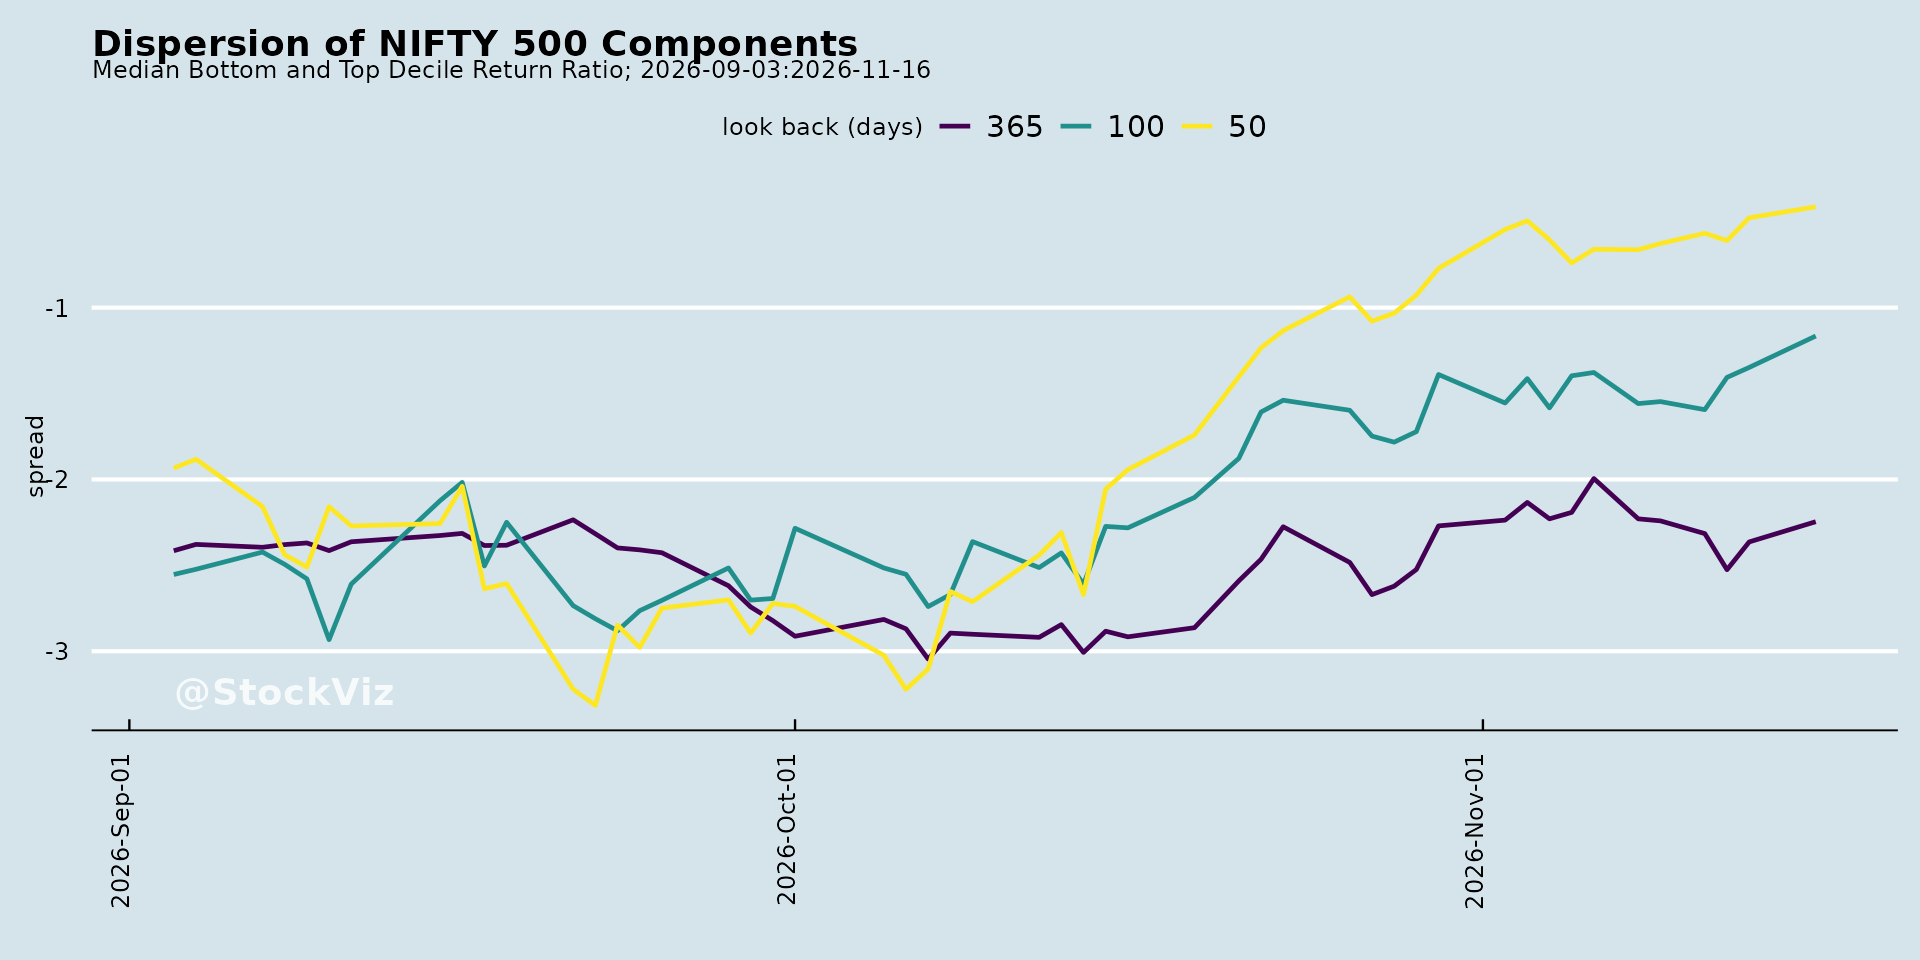 Dispersion of NIFTY 500 Components
Median Bottom and Top Decile Return Ratio; 2026-09-03:2026-11-16
look back (days) 365 100 50
-1
-2
-3
spread
@StockViz
2026-Sep-01
2026-Oct-01
2026-Nov-01